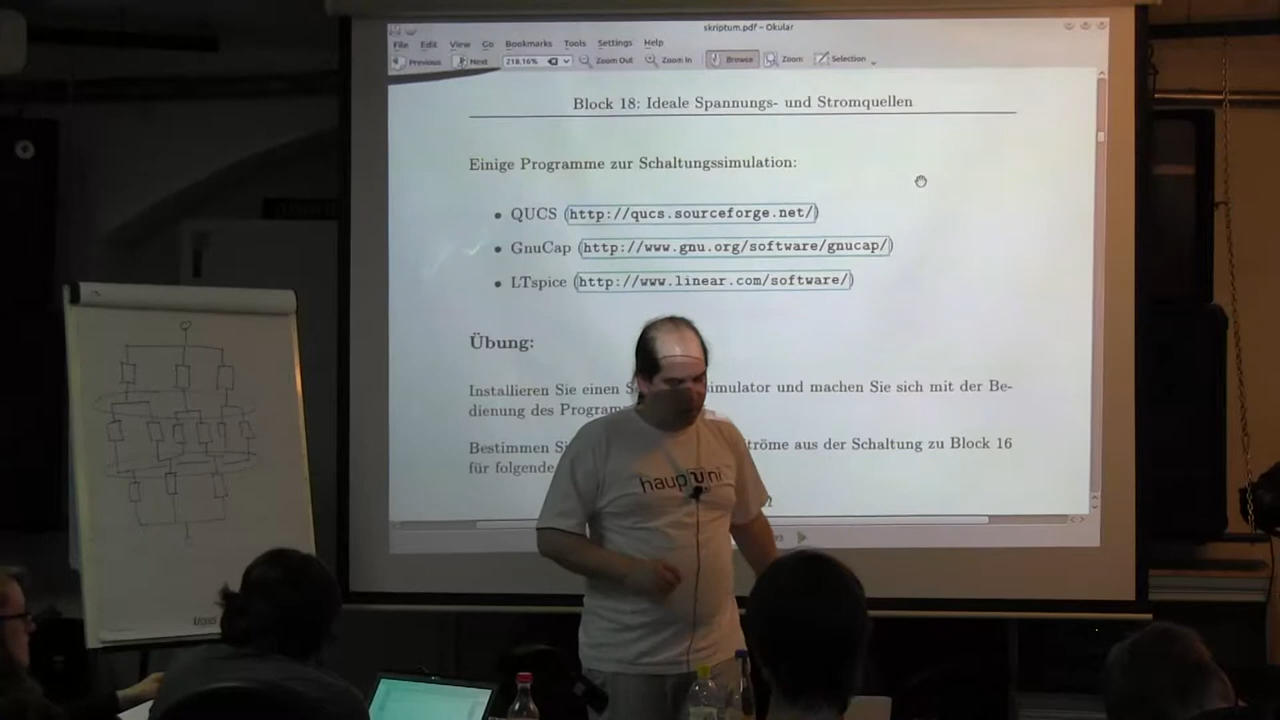 skriptum.pdf – Okular
File Edit View Go Bookmarks Tools Settings Help
Previous Next 218.16% Zoom Out Zoom In Browse Zoom Selection
Block 18: Ideale Spannungs- und Stromquellen
Einige Programme zur Schaltungssimulation:
• QUCS (http://qucs.sourceforge.net/)
• GnuCap (http://www.gnu.org/software/gnucap/)
• LTspice (http://www.linear.com/software/)
Übung:
Installieren Sie einen S imulator und machen Sie sich mit der Be-
dienung des Program
Bestimmen Si tröme aus der Schaltung zu Block 16
für folgende
haupUni